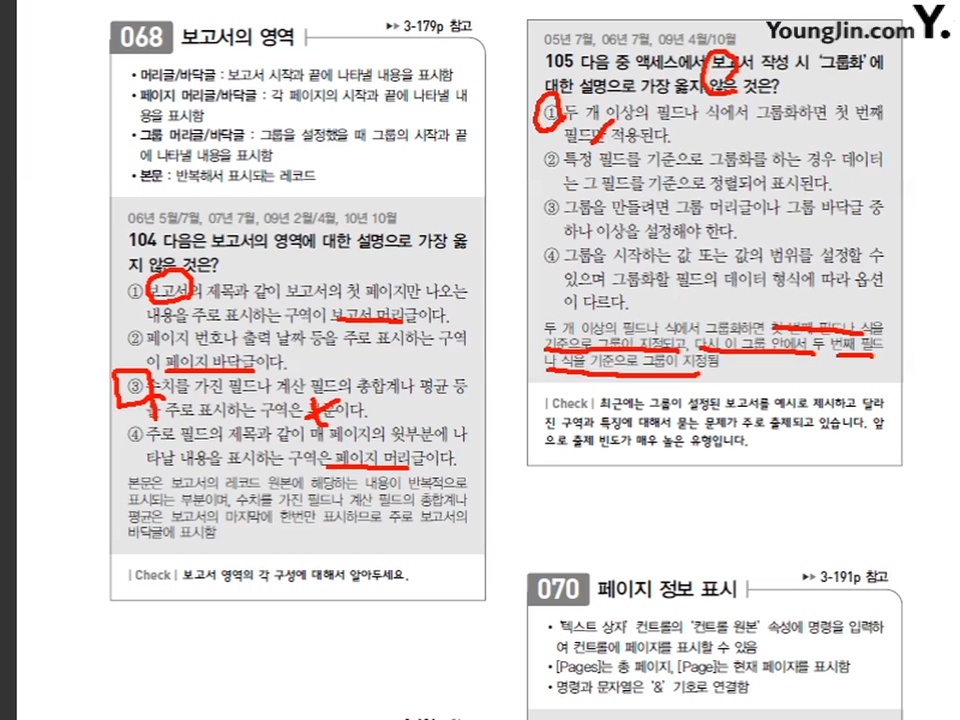 YoungJin.com Y.
068 보고서의 영역
▶▶ 3-179p 참고
• 머리글/바닥글 : 보고서 시작과 끝에 나타낼 내용을 표시함
• 페이지 머리글/바닥글 : 각 페이지의 시작과 끝에 나타낼 내
용을 표시함
• 그룹 머리글/바닥글 : 그룹을 설정했을 때 그룹의 시작과 끝
에 나타낼 내용을 표시함
• 본문 : 반복해서 표시되는 레코드
06년 5월/7월, 07년 7월, 09년 2월/4월, 10년 10월
104 다음은 보고서의 영역에 대한 설명으로 가장 옳
지 않은 것은?
① 보고서의 제목과 같이 보고서의 첫 페이지만 나오는
내용을 주로 표시하는 구역이 보고서 머리글이다.
② 페이지 번호나 출력 날짜 등을 주로 표시하는 구역
이 페이지 바닥글이다.
③ 수치를 가진 필드나 계산 필드의 총합계나 평균 등
을 주로 표시하는 구역은 본문이다.
④ 주로 필드의 제목과 같이 매 페이지의 윗부분에 나
타날 내용을 표시하는 구역은 페이지 머리글이다.
본문은 보고서의 레코드 원본에 해당하는 내용이 반복적으로
표시되는 부분이며, 수치를 가진 필드나 계산 필드의 총합계나
평균은 보고서의 마지막에 한번만 표시하므로 주로 보고서의
바닥글에 표시함
| Check | 보고서 영역의 각 구성에 대해서 알아두세요.
05년 7월, 06년 7월, 09년 4월/10월
105 다음 중 액세스에서 보고서 작성 시 '그룹화'에
대한 설명으로 가장 옳지 않은 것은?
① 두 개 이상의 필드나 식에서 그룹화하면 첫 번째
필드만 적용된다.
② 특정 필드를 기준으로 그룹화를 하는 경우 데이터
는 그 필드를 기준으로 정렬되어 표시된다.
③ 그룹을 만들려면 그룹 머리글이나 그룹 바닥글 중
하나 이상을 설정해야 한다.
④ 그룹을 시작하는 값 또는 값의 범위를 설정할 수
있으며 그룹화할 필드의 데이터 형식에 따라 옵션
이 다르다.
두 개 이상의 필드나 식에서 그룹화하면 첫 번째 필드나 식을
기준으로 그룹이 지정되고, 다시 이 그룹 안에서 두 번째 필드
나 식을 기준으로 그룹이 지정됨
| Check | 최근에는 그룹이 설정된 보고서를 예시로 제시하고 달라
진 구역과 특징에 대해서 묻는 문제가 주로 출제되고 있습니다. 앞
으로 출제 빈도가 매우 높은 유형입니다.
070 페이지 정보 표시
▶▶ 3-191p 참고
• '텍스트 상자' 컨트롤의 '컨트롤 원본' 속성에 명령을 입력하
여 컨트롤에 페이지를 표시할 수 있음
• [Pages]는 총 페이지, [Page]는 현재 페이지를 표시함
• 명령과 문자열은 '&' 기호로 연결함